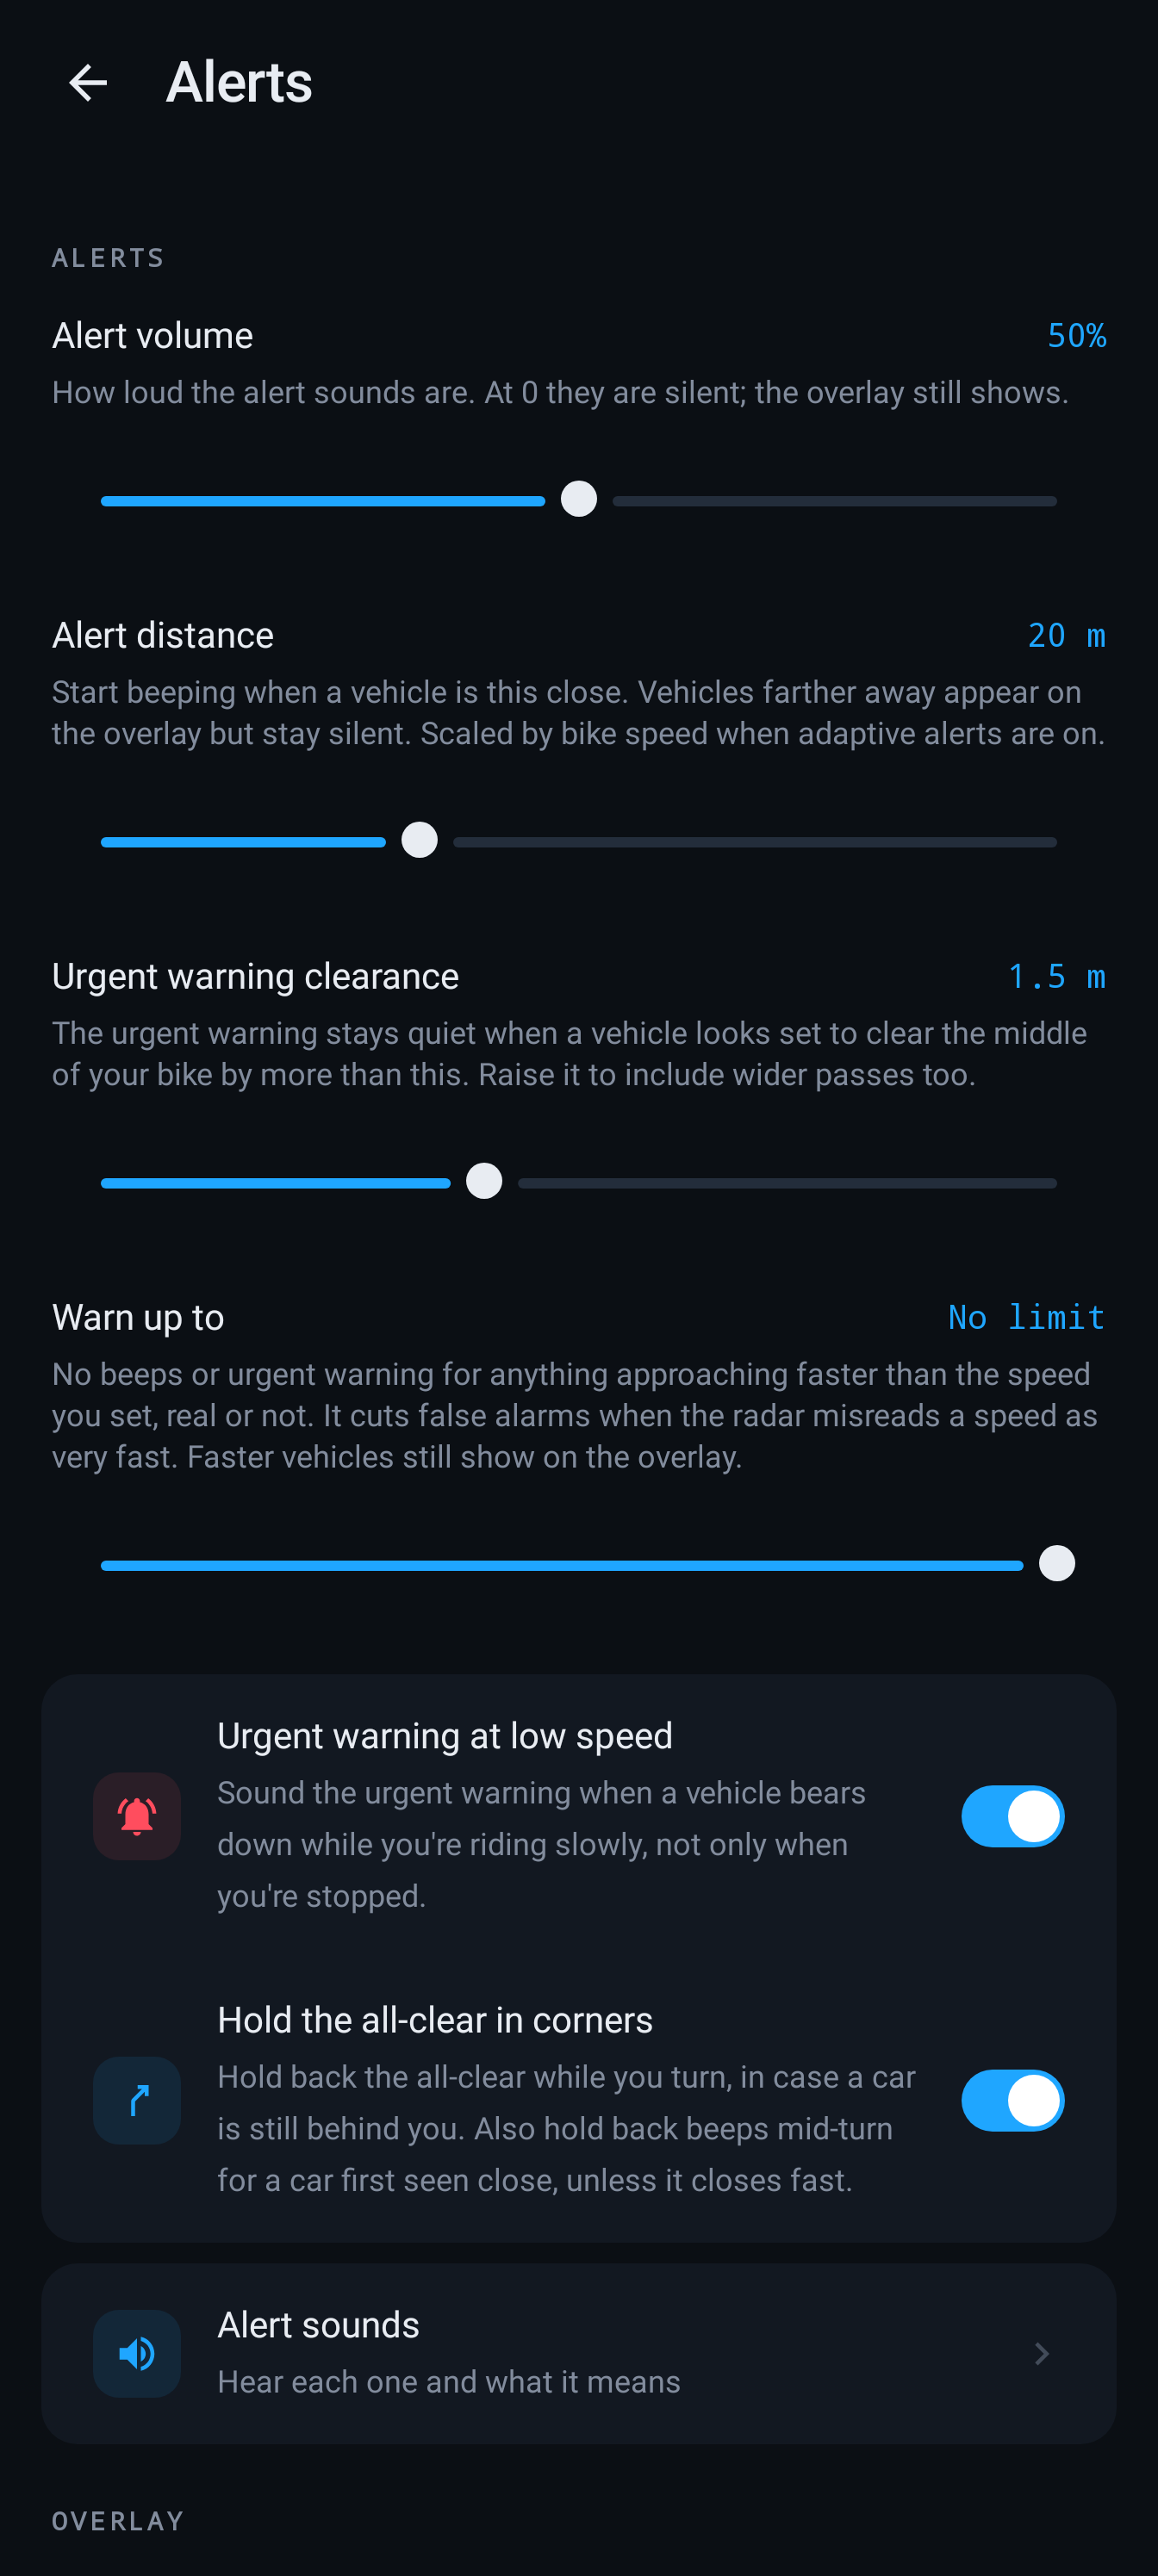 Alerts
ALERTS
Alert volume
50%
How loud the alert sounds are. At 0 they are silent; the overlay still shows.
Alert distance
20 m
Start beeping when a vehicle is this close. Vehicles farther away appear on
the overlay but stay silent. Scaled by bike speed when adaptive alerts are on.
Urgent warning clearance
1.5 m
The urgent warning stays quiet when a vehicle looks set to clear the middle
of your bike by more than this. Raise it to include wider passes too.
Warn up to
No limit
No beeps or urgent warning for anything approaching faster than the speed
you set, real or not. It cuts false alarms when the radar misreads a speed as
very fast. Faster vehicles still show on the overlay.
Urgent warning at low speed
Sound the urgent warning when a vehicle bears
down while you're riding slowly, not only when
you're stopped.
Hold the all-clear in corners
Hold back the all-clear while you turn, in case a car
is still behind you. Also hold back beeps mid-turn
for a car first seen close, unless it closes fast.
Alert sounds
Hear each one and what it means
OVERLAY